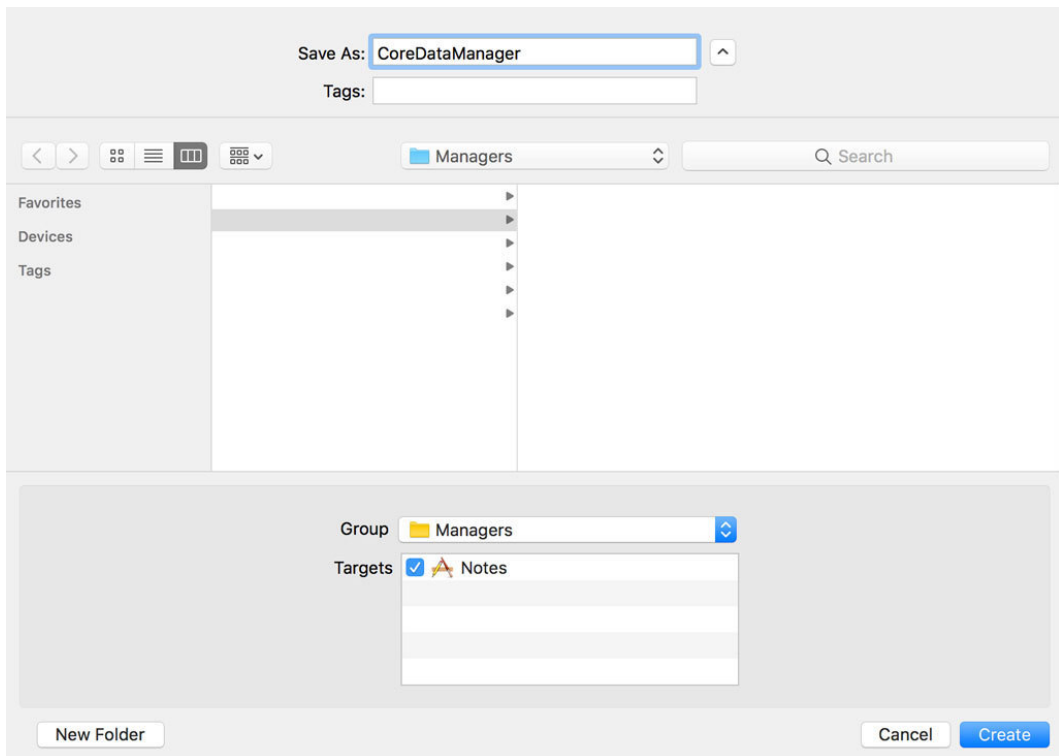 Save As: CoreDataManager
Tags:
Managers
Search
Favorites
Devices
Tags
Group Managers
Targets Notes
New Folder Cancel Create